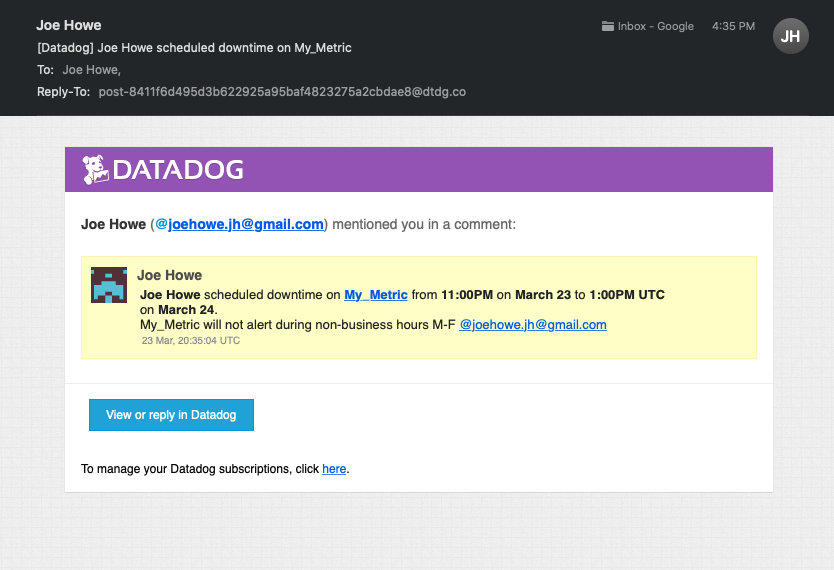 Joe Howe
Inbox - Google 4:35 PM
JH
[Datadog] Joe Howe scheduled downtime on My_Metric
To: Joe Howe,
Reply-To: post-8411f6d495d3b622925a95baf4823275a2cbdae8@dtdg.co
DATADOG
Joe Howe (@joehowe.jh@gmail.com) mentioned you in a comment:
Joe Howe
Joe Howe scheduled downtime on My_Metric from 11:00PM on March 23 to 1:00PM UTC
on March 24.
My_Metric will not alert during non-business hours M-F @joehowe.jh@gmail.com
23 Mar, 20:35:04 UTC
View or reply in Datadog
To manage your Datadog subscriptions, click here.